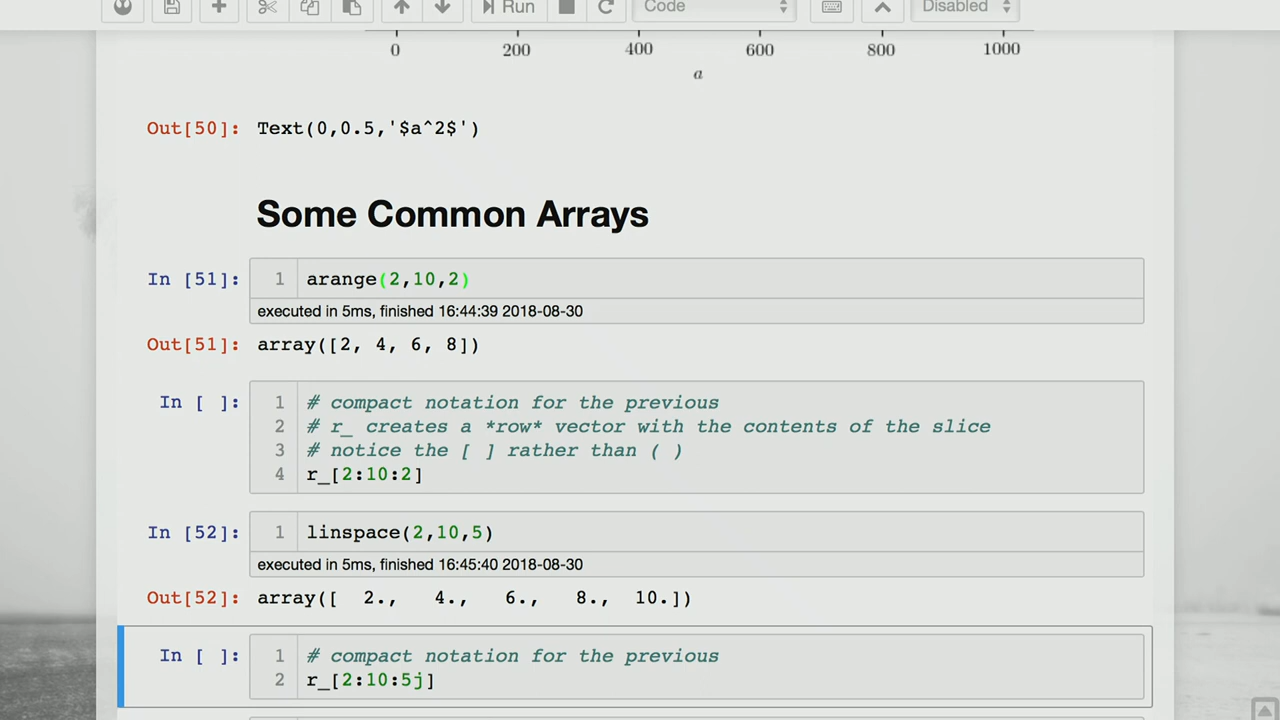 Run
Code
Disabled
0 200 400 600 800 1000
a
Out[50]: Text(0,0.5,'$a^2$')
Some Common Arrays
In [51]: 1 arange(2,10,2)
executed in 5ms, finished 16:44:39 2018-08-30
Out[51]: array([2, 4, 6, 8])
In [ ]: 1 # compact notation for the previous
2 # r_ creates a *row* vector with the contents of the slice
3 # notice the [ ] rather than ( )
4 r_[2:10:2]
In [52]: 1 linspace(2,10,5)
executed in 5ms, finished 16:45:40 2018-08-30
Out[52]: array([ 2., 4., 6., 8., 10.])
In [ ]: 1 # compact notation for the previous
2 r_[2:10:5j]